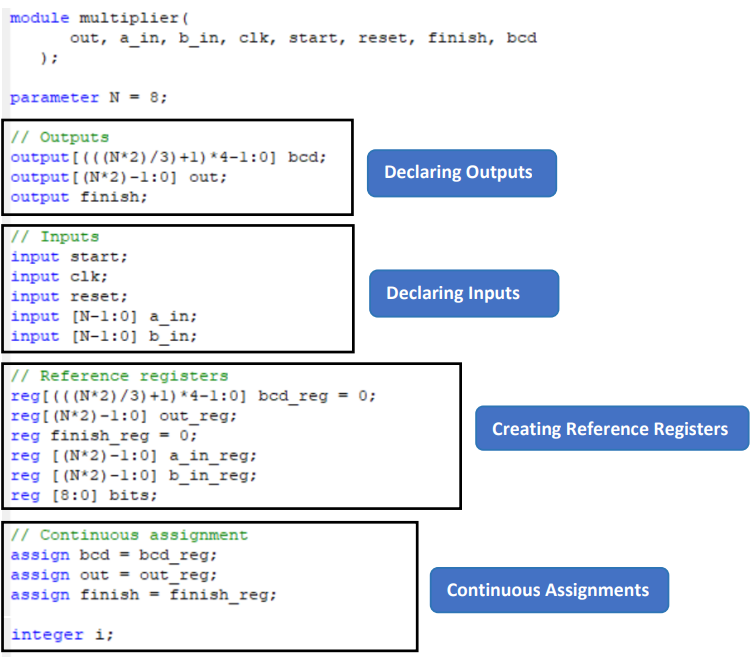 module multiplier(
out, a_in, b_in, clk, start, reset, finish, bcd
);
parameter N = 8;
// Outputs
output[(((N*2)/3)+1)*4-1:0] bcd;
output[(N*2)-1:0] out;
output finish;
Declaring Outputs
// Inputs
input start;
input clk;
input reset;
input [N-1:0] a_in;
input [N-1:0] b_in;
Declaring Inputs
// Reference registers
reg[(((N*2)/3)+1)*4-1:0] bcd_reg = 0;
reg[(N*2)-1:0] out_reg;
reg finish_reg = 0;
reg [(N*2)-1:0] a_in_reg;
reg [(N*2)-1:0] b_in_reg;
reg [8:0] bits;
Creating Reference Registers
// Continuous assignment
assign bcd = bcd_reg;
assign out = out_reg;
assign finish = finish_reg;
integer i;
Continuous Assignments